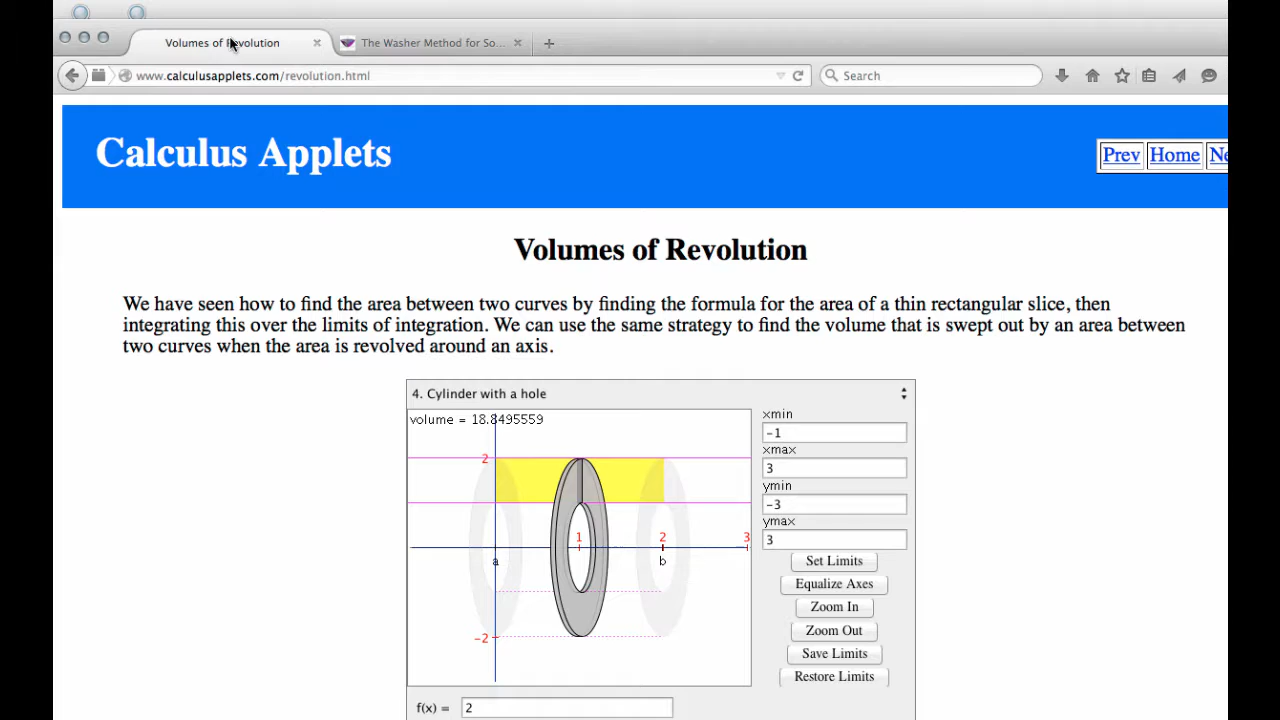 Volumes of Revolution
The Washer Method for So...
www.calculusapplets.com/revolution.html
Search
Calculus Applets
Prev Home Ne
Volumes of Revolution
We have seen how to find the area between two curves by finding the formula for the area of a thin rectangular slice, then
integrating this over the limits of integration. We can use the same strategy to find the volume that is swept out by an area between
two curves when the area is revolved around an axis.
4. Cylinder with a hole
volume = 18.8495559
2
1 2 3
a b
-2
xmin
-1
xmax
3
ymin
-3
ymax
3
Set Limits
Equalize Axes
Zoom In
Zoom Out
Save Limits
Restore Limits
f(x) = 2